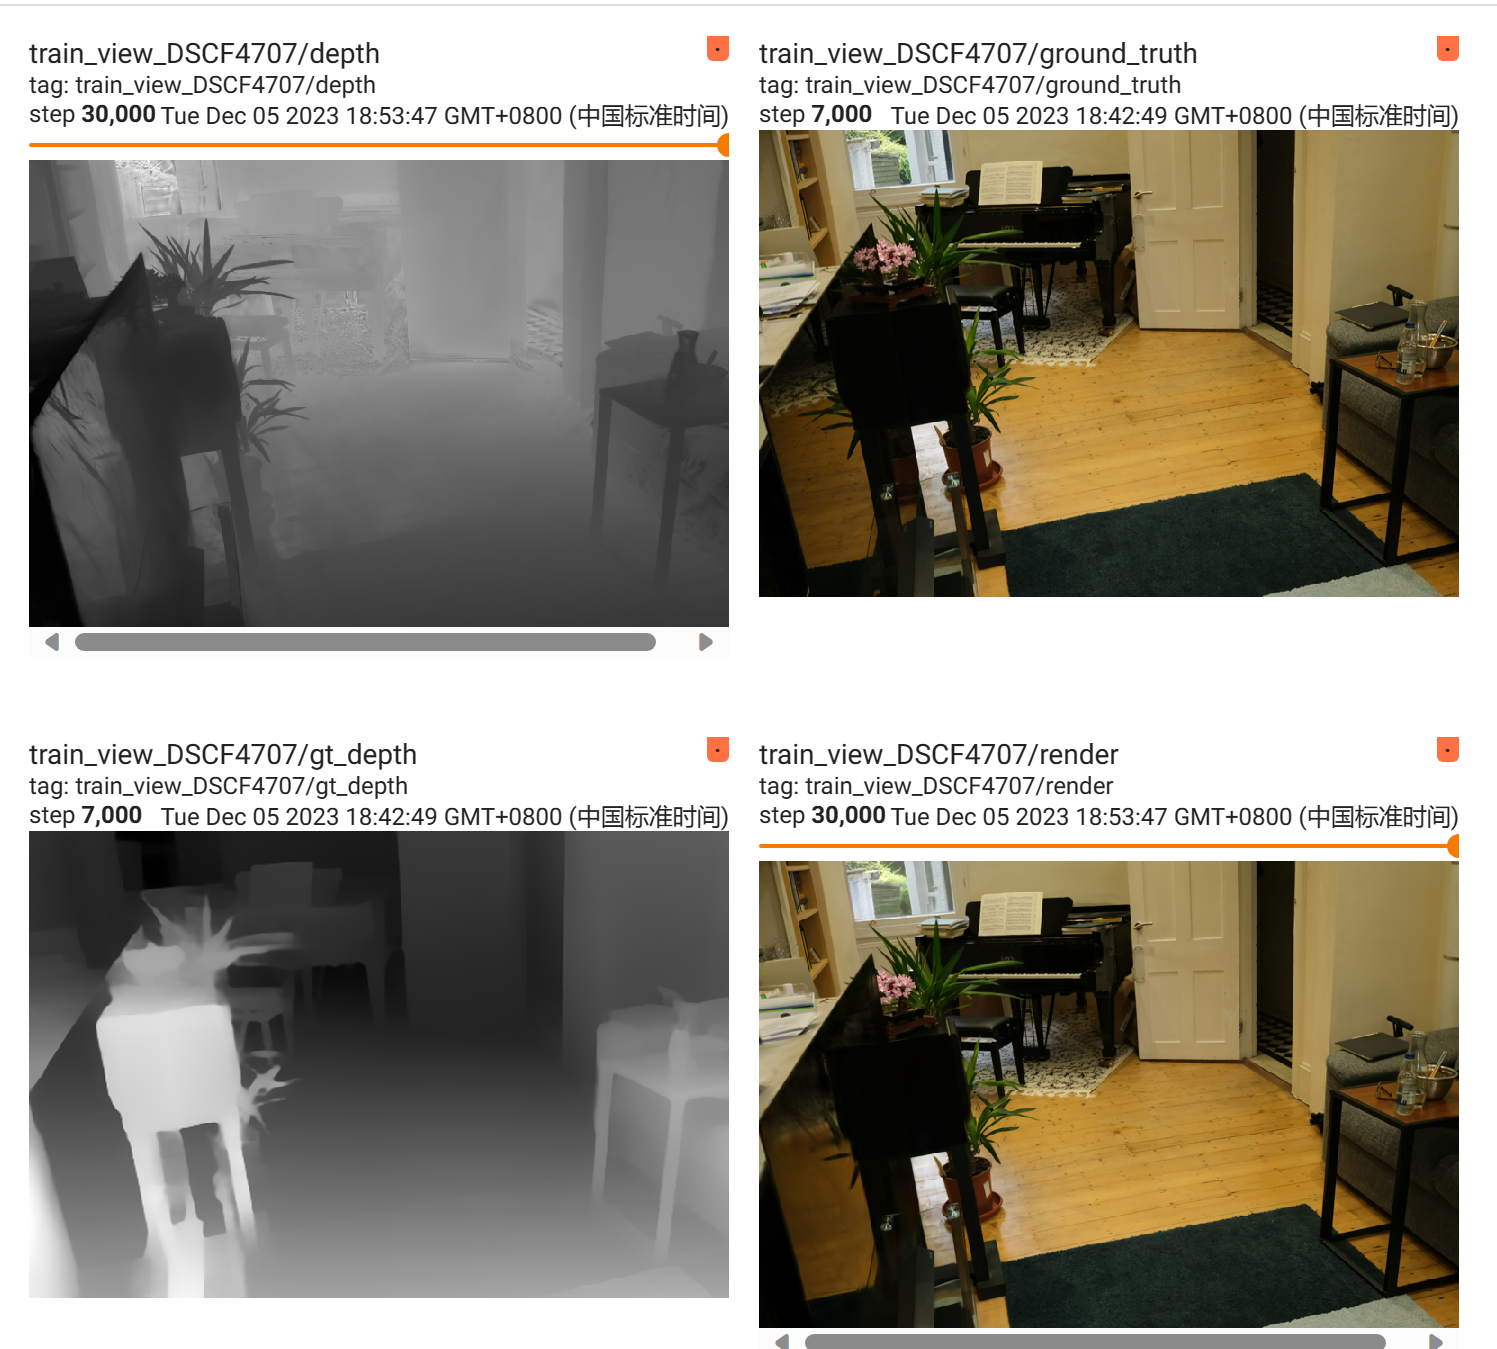 train_view_DSCF4707/depth
tag: train_view_DSCF4707/depth
step 30,000 Tue Dec 05 2023 18:53:47 GMT+0800 (中国标准时间)
train_view_DSCF4707/ground_truth
tag: train_view_DSCF4707/ground_truth
step 7,000 Tue Dec 05 2023 18:42:49 GMT+0800 (中国标准时间)
train_view_DSCF4707/gt_depth
tag: train_view_DSCF4707/gt_depth
step 7,000 Tue Dec 05 2023 18:42:49 GMT+0800 (中国标准时间)
train_view_DSCF4707/render
tag: train_view_DSCF4707/render
step 30,000 Tue Dec 05 2023 18:53:47 GMT+0800 (中国标准时间)